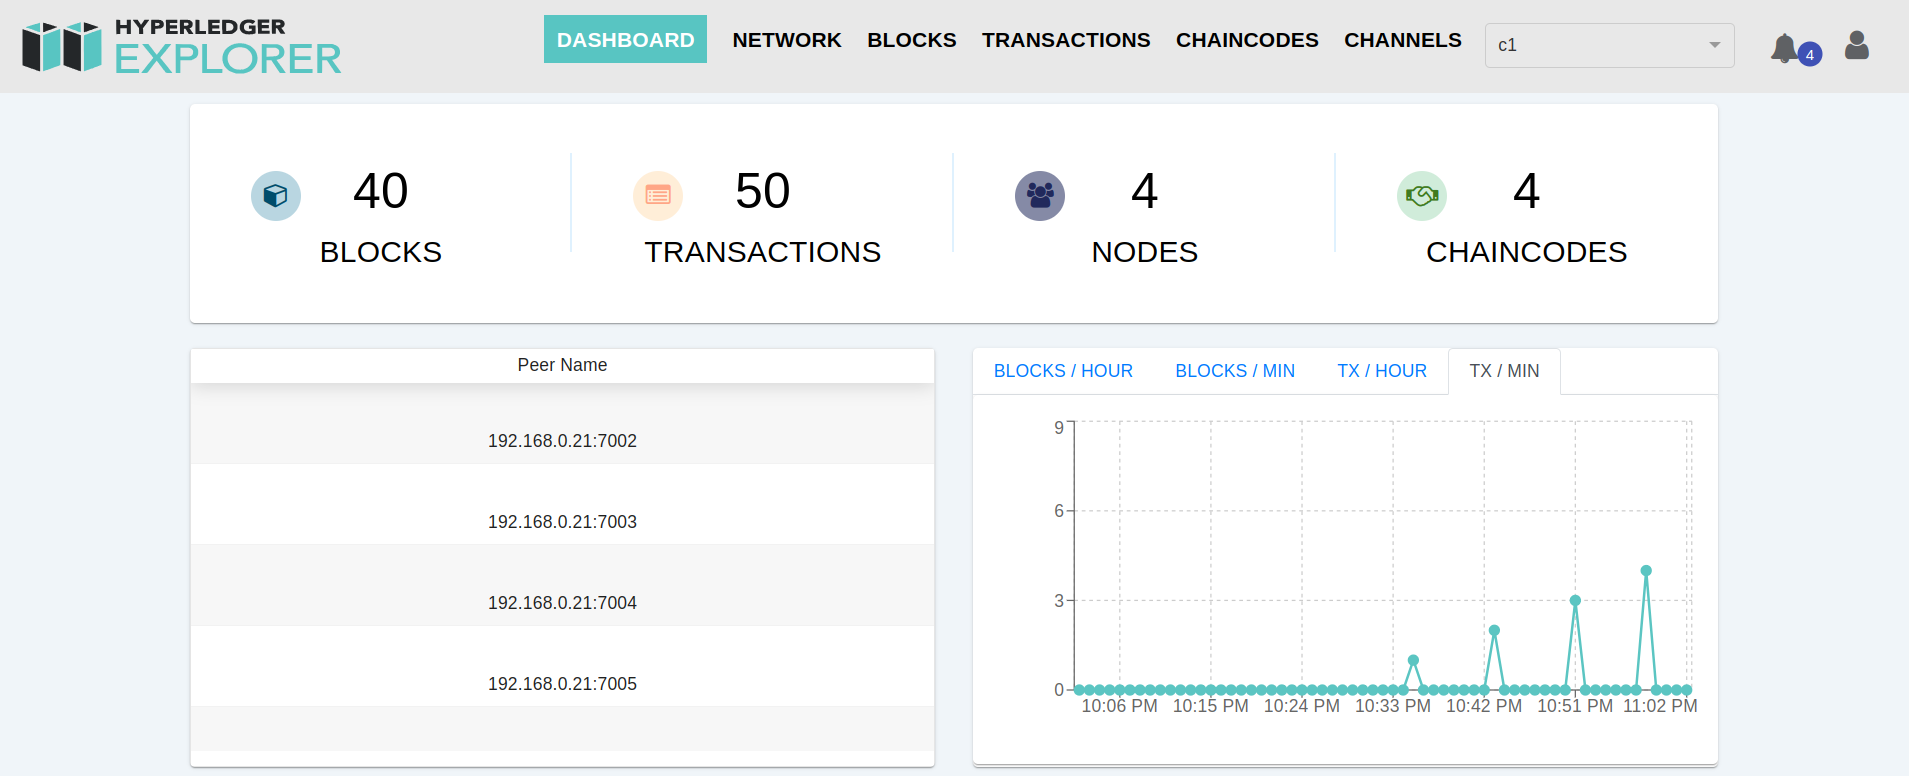 HYPERLEDGER
EXPLORER
DASHBOARD NETWORK BLOCKS TRANSACTIONS CHAINCODES CHANNELS c1 4
40 50 4 4
BLOCKS TRANSACTIONS NODES CHAINCODES
Peer Name
192.168.0.21:7002
192.168.0.21:7003
192.168.0.21:7004
192.168.0.21:7005
BLOCKS / HOUR BLOCKS / MIN TX / HOUR TX / MIN
9
6
3
0
10:06 PM 10:15 PM 10:24 PM 10:33 PM 10:42 PM 10:51 PM 11:02 PM